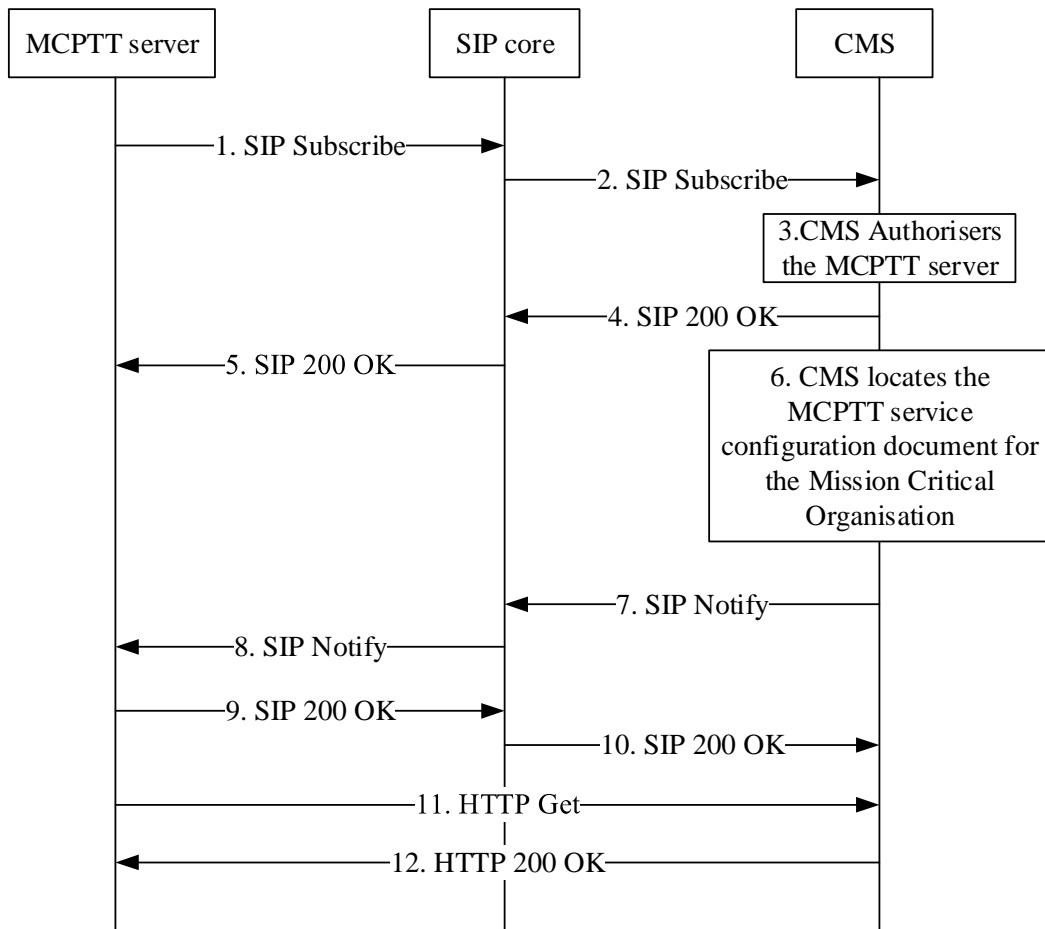 MCPTT server
SIP core
CMS
1. SIP Subscribe
2. SIP Subscribe
3.CMS Authorisers
the MCPTT server
4. SIP 200 OK
5. SIP 200 OK
6. CMS locates the
MCPTT service
configuration document for
the Mission Critical
Organisation
7. SIP Notify
8. SIP Notify
9. SIP 200 OK
10. SIP 200 OK
11. HTTP Get
12. HTTP 200 OK